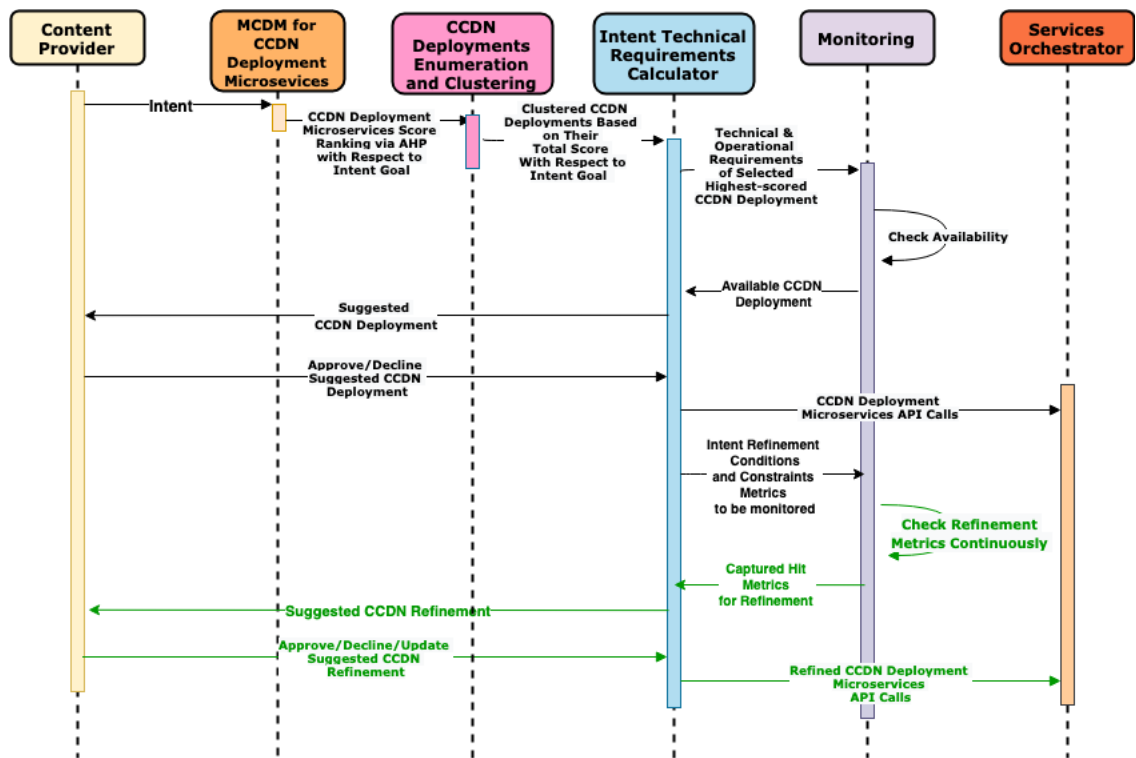 Content
Provider
MCDM for
CCDN
Deployment
Microsevices
CCDN
Deployments
Enumeration
and Clustering
Intent Technical
Requirements
Calculator
Monitoring
Services
Orchestrator
Intent
CCDN Deployment
Microservices Score
Ranking via AHP
with Respect to
Intent Goal
Clustered CCDN
Deployments Based
on Their
Total Score
With Respect to
Intent Goal
Technical &
Operational
Requirements
of Selected
Highest-scored
CCDN Deployment
Check Availability
Available CCDN
Deployment
Suggested
CCDN Deployment
Approve/Decline
Suggested CCDN
Deployment
CCDN Deployment
Microservices API Calls
Intent Refinement
Conditions
and Constraints
Metrics
to be monitored
Check Refinement
Metrics Continuously
Captured Hit
Metrics
for Refinement
Suggested CCDN Refinement
Approve/Decline/Update
Suggested CCDN
Refinement
Refined CCDN Deployment
Microservices
API Calls